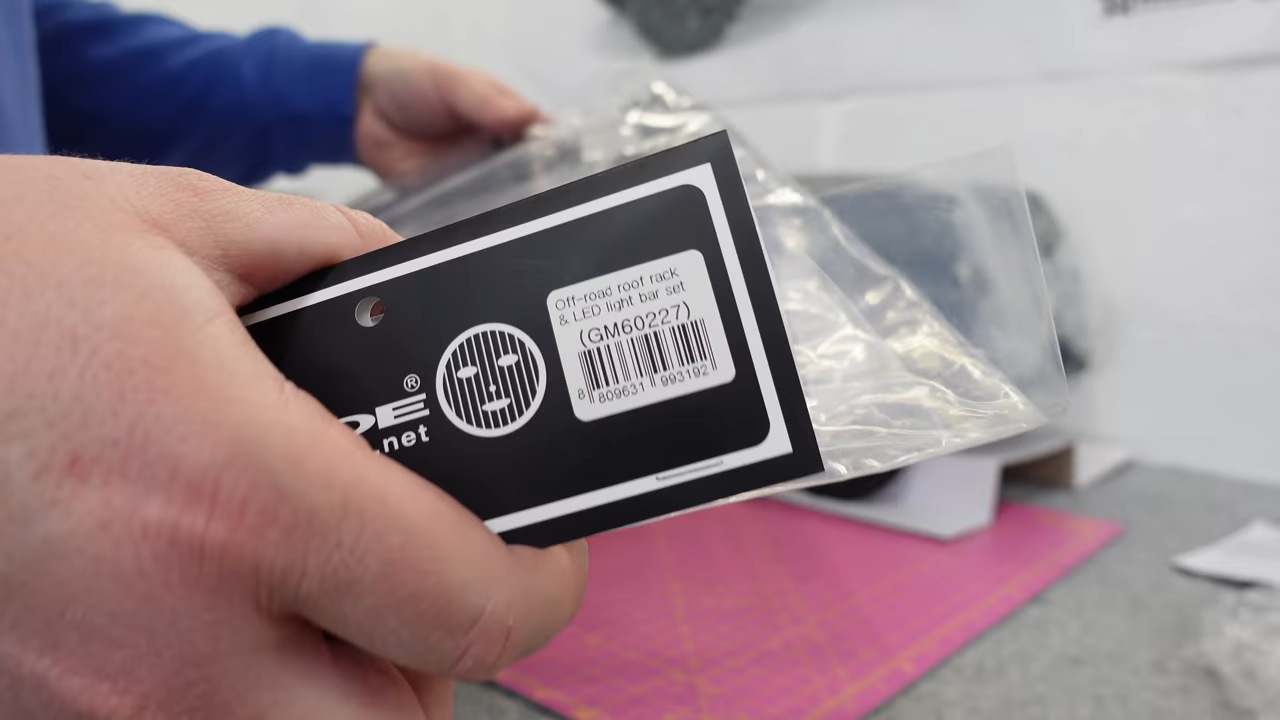 Off-road roof rack
& LED light bar set
(GM60227)
8 809631 993192
®
.net